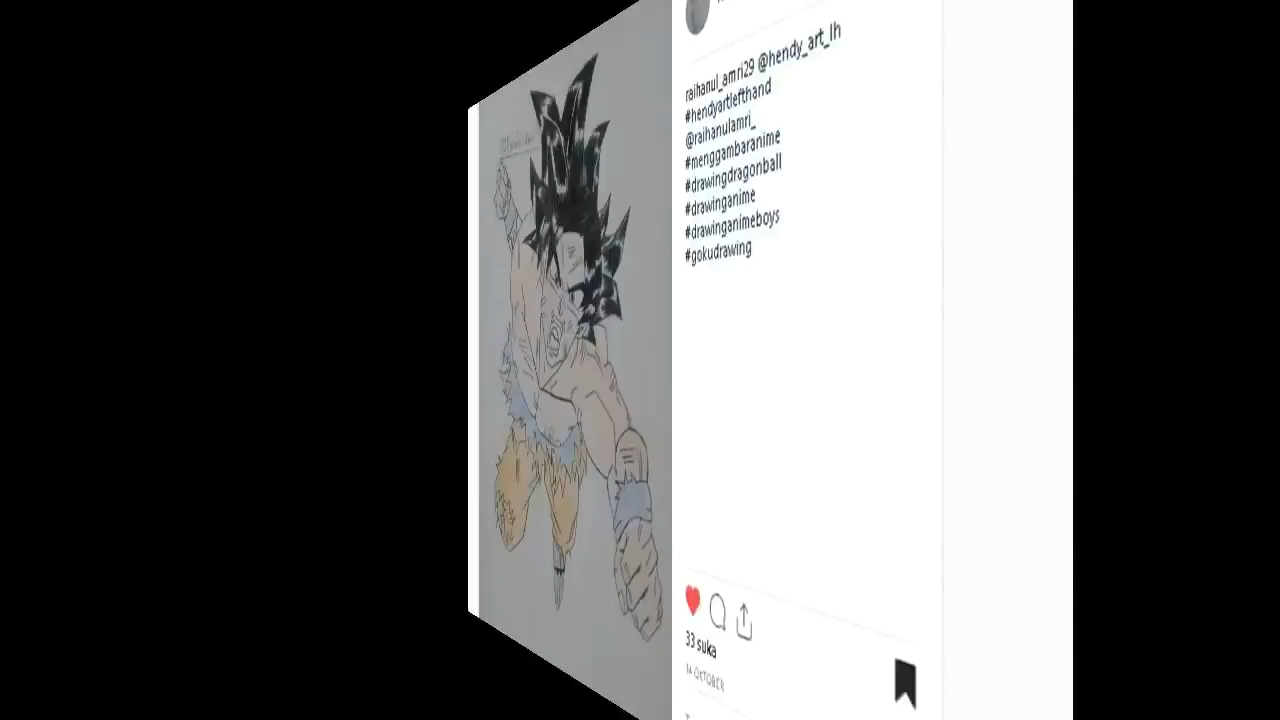 raihanul_amri29 @hendy_art_lh
#hendyartlefthand
@raihanulamri_
#menggambaranime
#drawingdragonball
#drawinganime
#drawinganimeboys
#gokudrawing
33 suka
14 OKTOBER